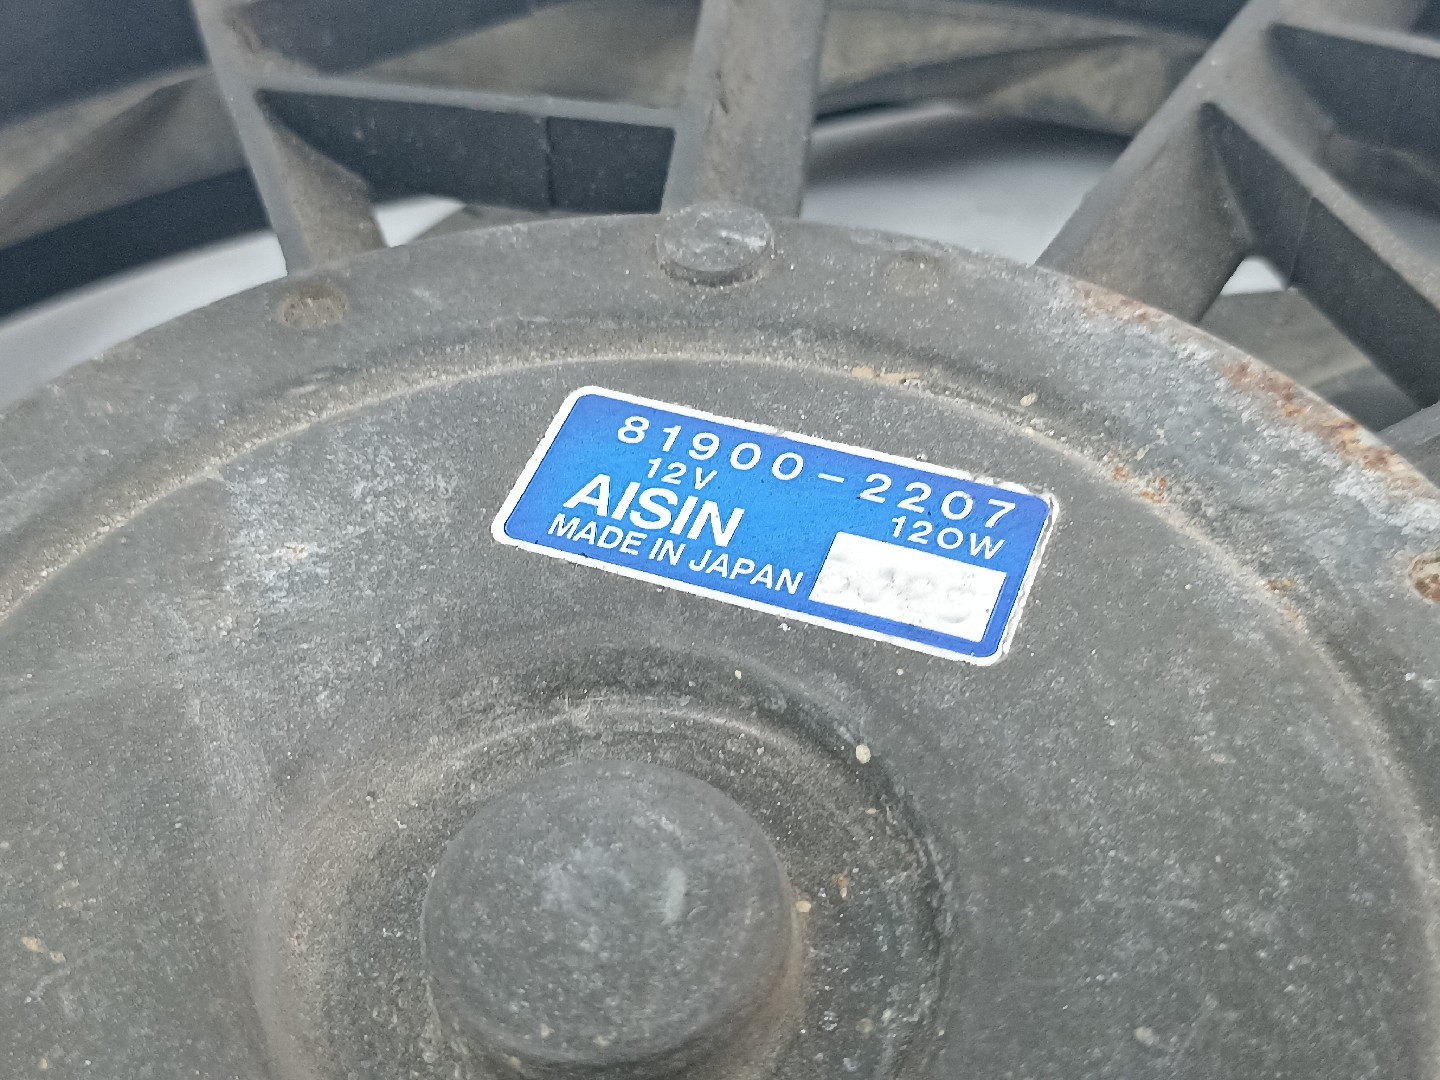 81900-2207
12V 120W
AISIN
MADE IN JAPAN